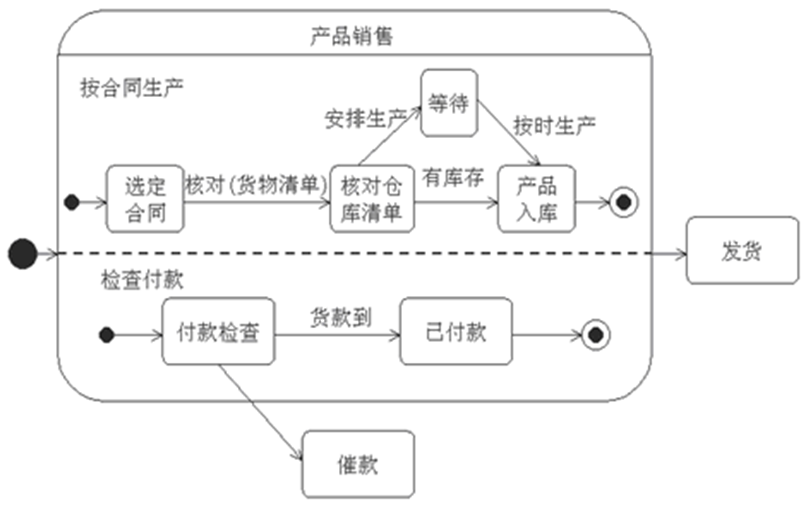 产品销售
按合同生产
等待
安排生产
按时生产
选定
合同
核对(货物清单)
核对仓
库清单
有库存
产品
入库
发货
检查付款
付款检查
货款到
已付款
催款